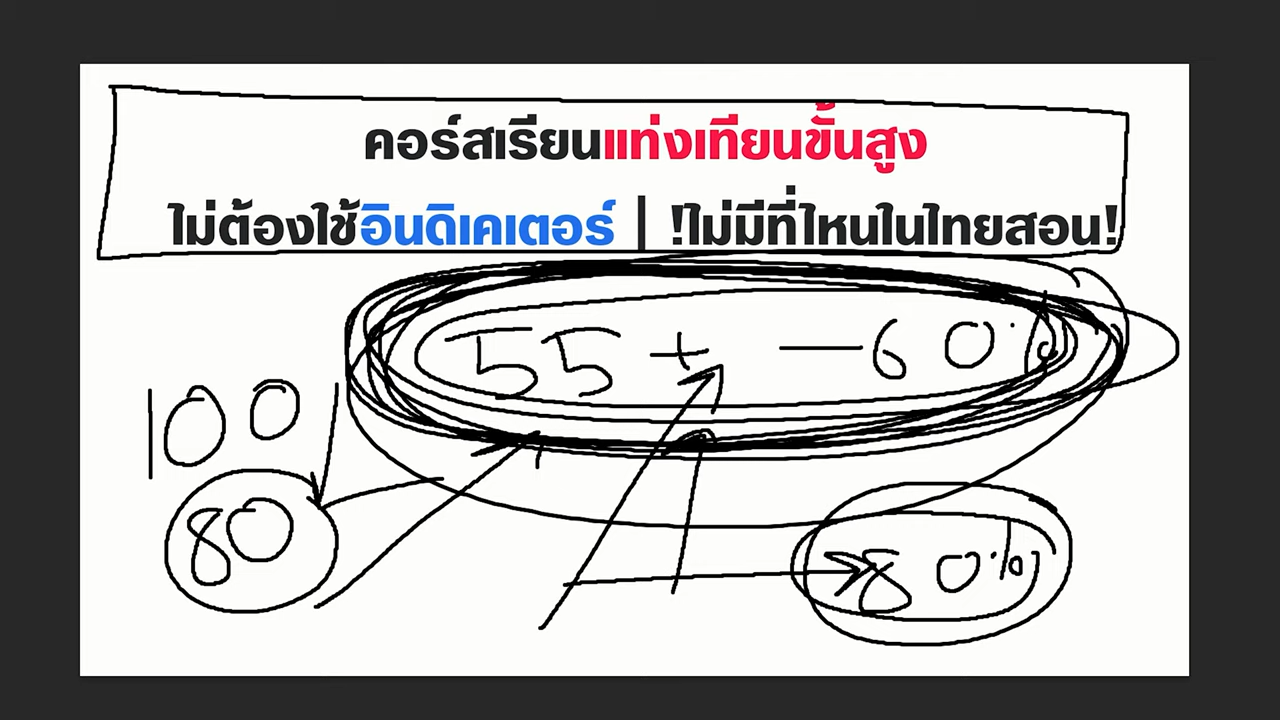 คอร์สเรียนแท่งเทียนขั้นสูง
ไม่ต้องใช้อินดิเคเตอร์ | !ไม่มีที่ไหนในไทยสอน!
55+ — 60%
100
80
80%